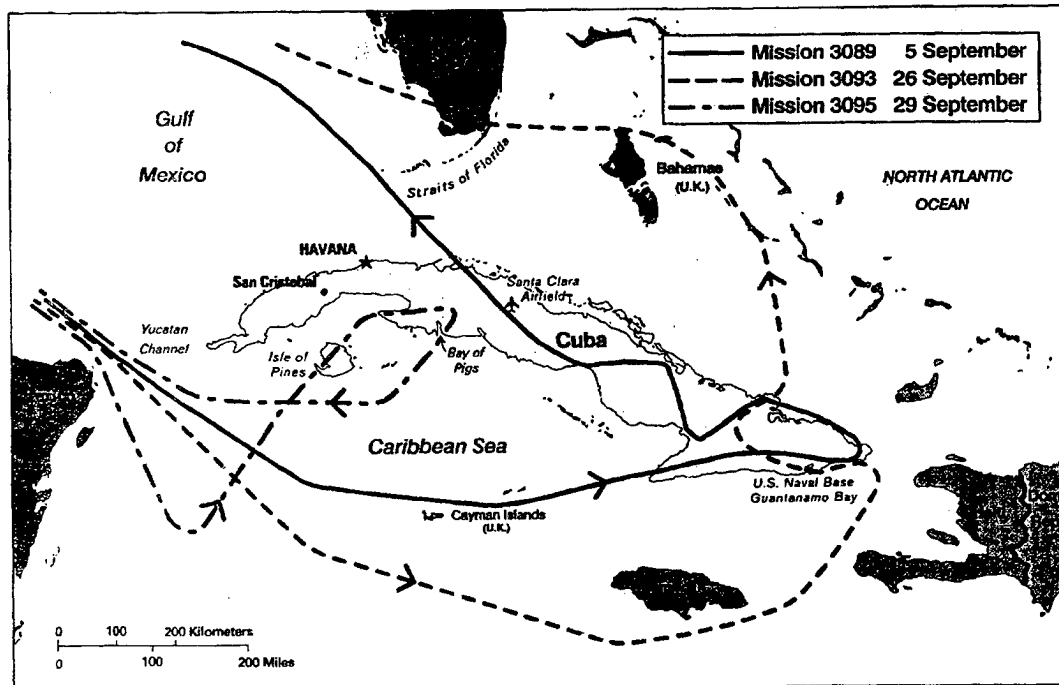 Mission 3089 5 September
Mission 3093 26 September
Mission 3095 29 September
Gulf
of
Mexico
Straits of Florida
Bahamas
(U.K.)
NORTH ATLANTIC
OCEAN
HAVANA
San Cristobal
Santa Clara
Airfield
Yucatan
Channel
Isle of
Pines
Bay of
Pigs
Cuba
Caribbean Sea
U.S. Naval Base
Guantanamo Bay
Cayman Islands
(U.K.)
0 100 200 Kilometers
0 100 200 Miles